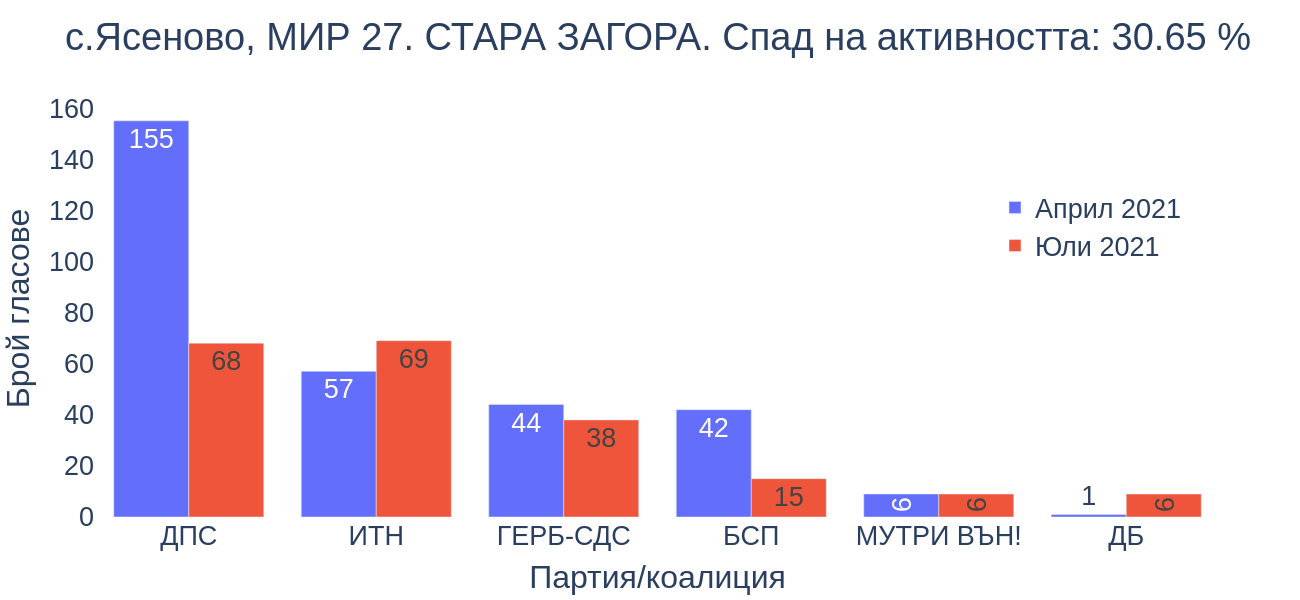 с.Ясеново, МИР 27. СТАРА ЗАГОРА. Спад на активността: 30.65 %
Брой гласове
160
140
120
100
80
60
40
20
0
155
68
57
69
44
38
42
15
9
9
1
9
Април 2021
Юли 2021
ДПС
ИТН
ГЕРБ-СДС
БСП
МУТРИ ВЪН!
ДБ
Партия/коалиция